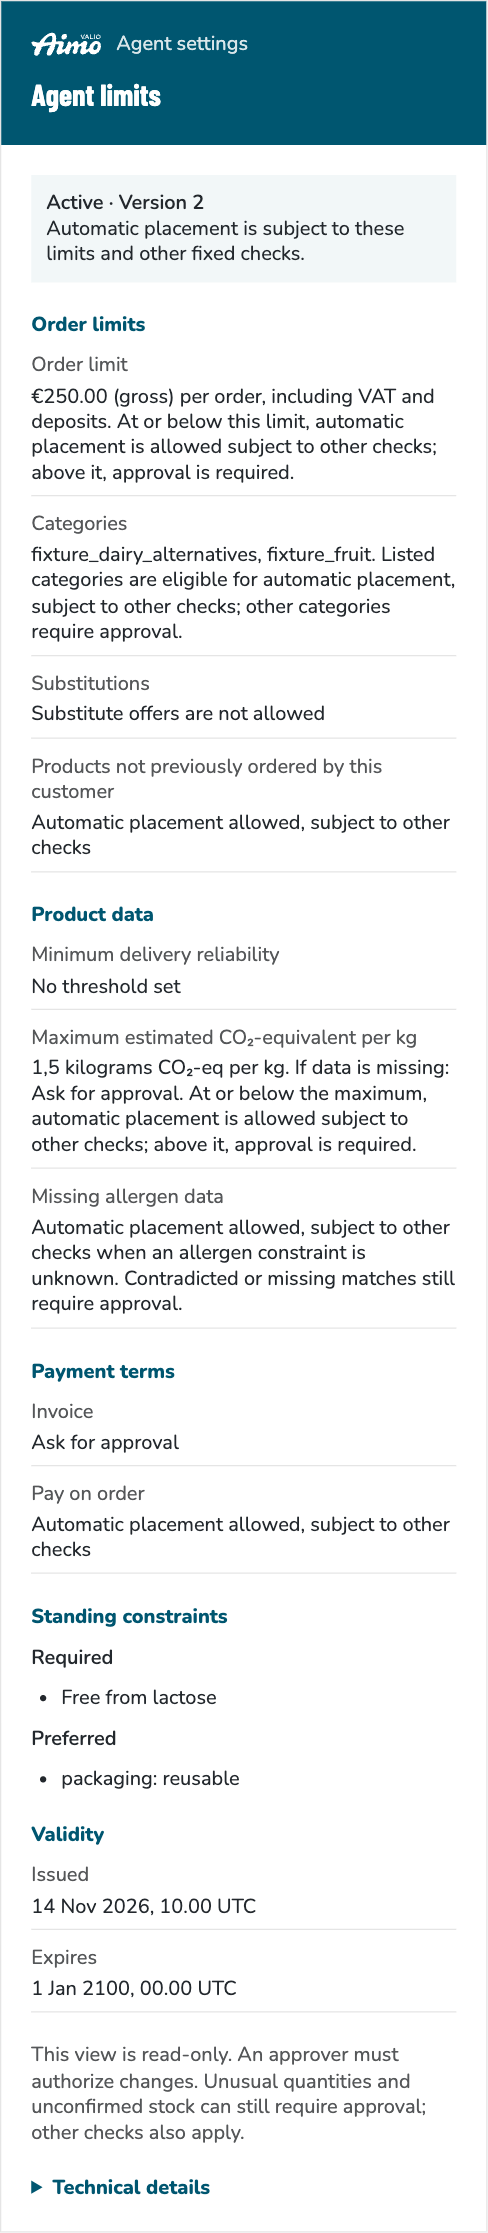 Aimo VALIO Agent settings
Agent limits
Active · Version 2
Automatic placement is subject to these
limits and other fixed checks.
Order limits
Order limit
€250.00 (gross) per order, including VAT and
deposits. At or below this limit, automatic
placement is allowed subject to other checks;
above it, approval is required.
Categories
fixture_dairy_alternatives, fixture_fruit. Listed
categories are eligible for automatic placement,
subject to other checks; other categories
require approval.
Substitutions
Substitute offers are not allowed
Products not previously ordered by this
customer
Automatic placement allowed, subject to other
checks
Product data
Minimum delivery reliability
No threshold set
Maximum estimated CO₂-equivalent per kg
1,5 kilograms CO₂-eq per kg. If data is missing:
Ask for approval. At or below the maximum,
automatic placement is allowed subject to
other checks; above it, approval is required.
Missing allergen data
Automatic placement allowed, subject to other
checks when an allergen constraint is
unknown. Contradicted or missing matches still
require approval.
Payment terms
Invoice
Ask for approval
Pay on order
Automatic placement allowed, subject to other
checks
Standing constraints
Required
• Free from lactose
Preferred
• packaging: reusable
Validity
Issued
14 Nov 2026, 10.00 UTC
Expires
1 Jan 2100, 00.00 UTC
This view is read-only. An approver must
authorize changes. Unusual quantities and
unconfirmed stock can still require approval;
other checks also apply.
▶ Technical details